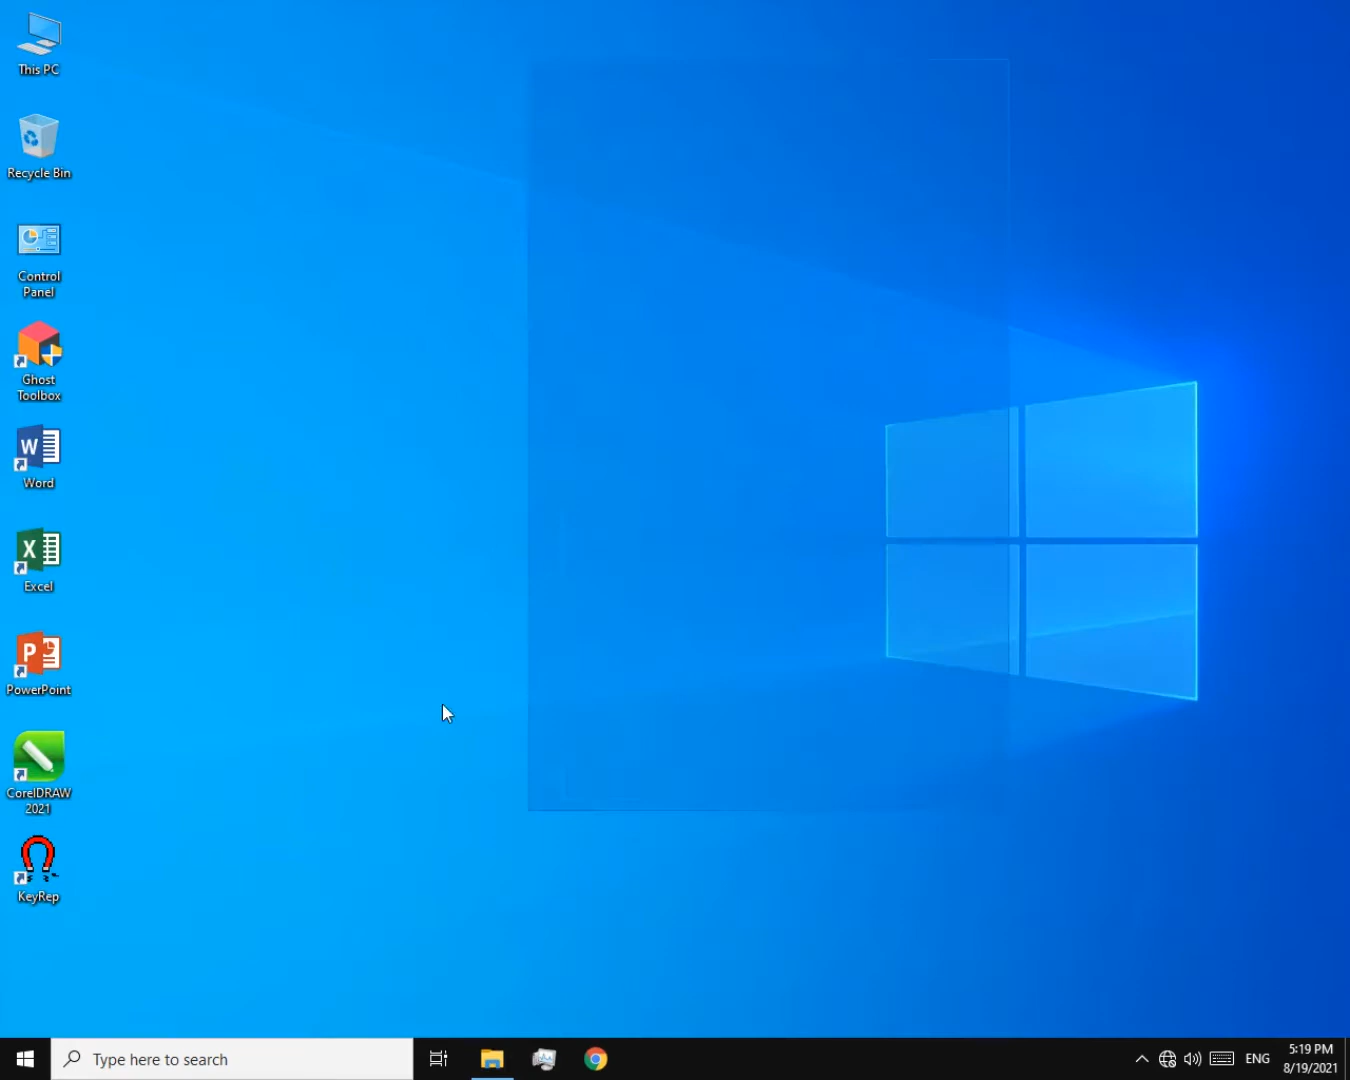 This PC
Recycle Bin
Control
Panel
Ghost
Toolbox
Word
Excel
PowerPoint
CorelDRAW
2021
KeyRep
Type here to search
ENG
5:19 PM
8/19/2021